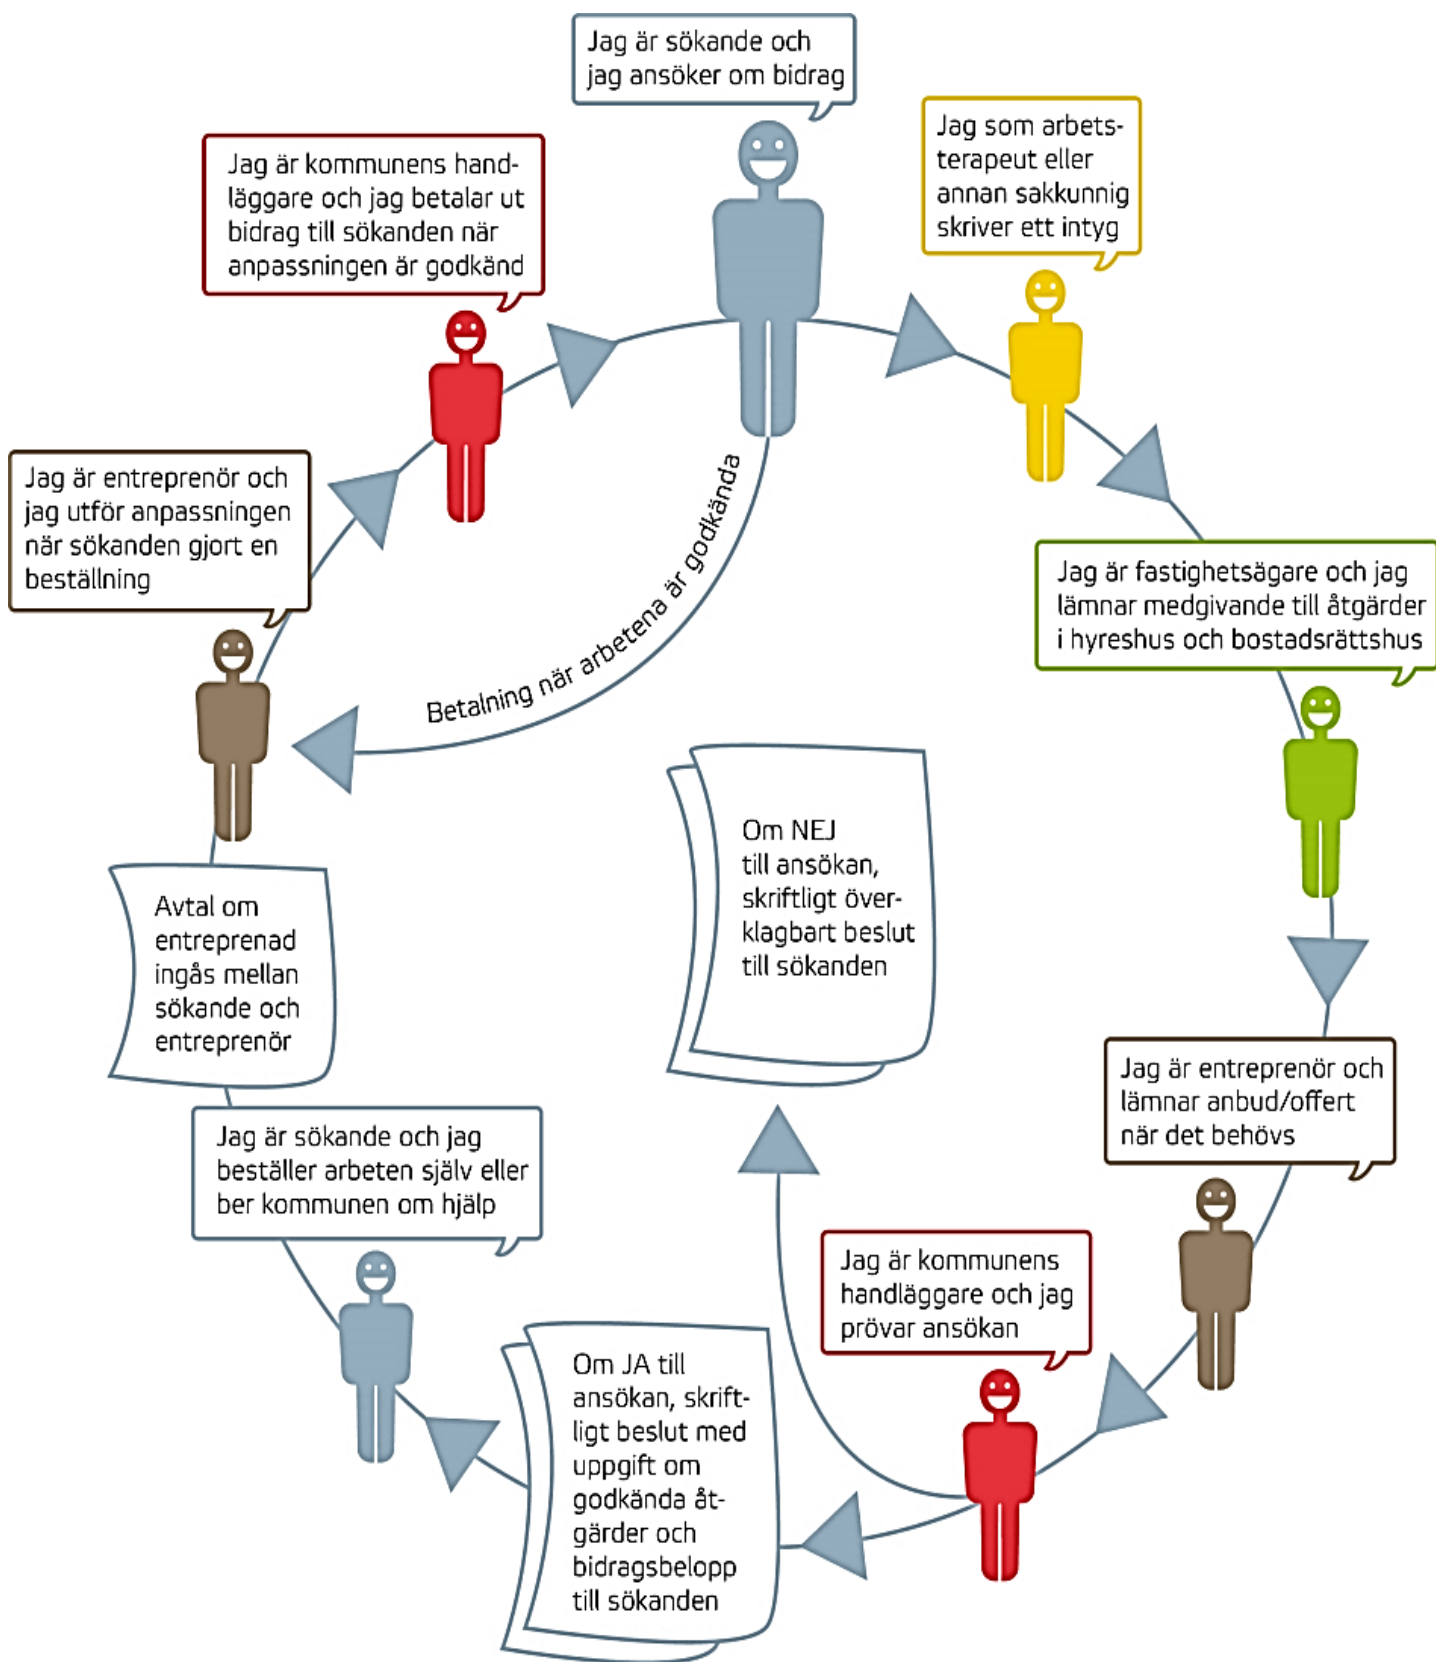 Jag är sökande och
jag ansöker om bidrag
Jag som arbets-
terapeut eller
annan sakkunnig
skriver ett intyg
Jag är fastighetsägare och jag
lämnar medgivande till åtgärder
i hyreshus och bostadsrättshus
Jag är entreprenör och
lämnar anbud/offert
när det behövs
Jag är kommunens
handläggare och jag
prövar ansökan
Om NEJ
till ansökan,
skriftligt över-
klagbart beslut
till sökanden
Om JA till
ansökan, skrift-
ligt beslut med
uppgift om
godkända åt-
gärder och
bidragsbelopp
till sökanden
Jag är sökande och jag
beställer arbeten själv eller
ber kommunen om hjälp
Avtal om
entreprenad
ingås mellan
sökande och
entreprenör
Jag är entreprenör och
jag utför anpassningen
när sökanden gjort en
beställning
Jag är kommunens hand-
läggare och jag betalar ut
bidrag till sökanden när
anpassningen är godkänd
Betalning när arbetena är godkända